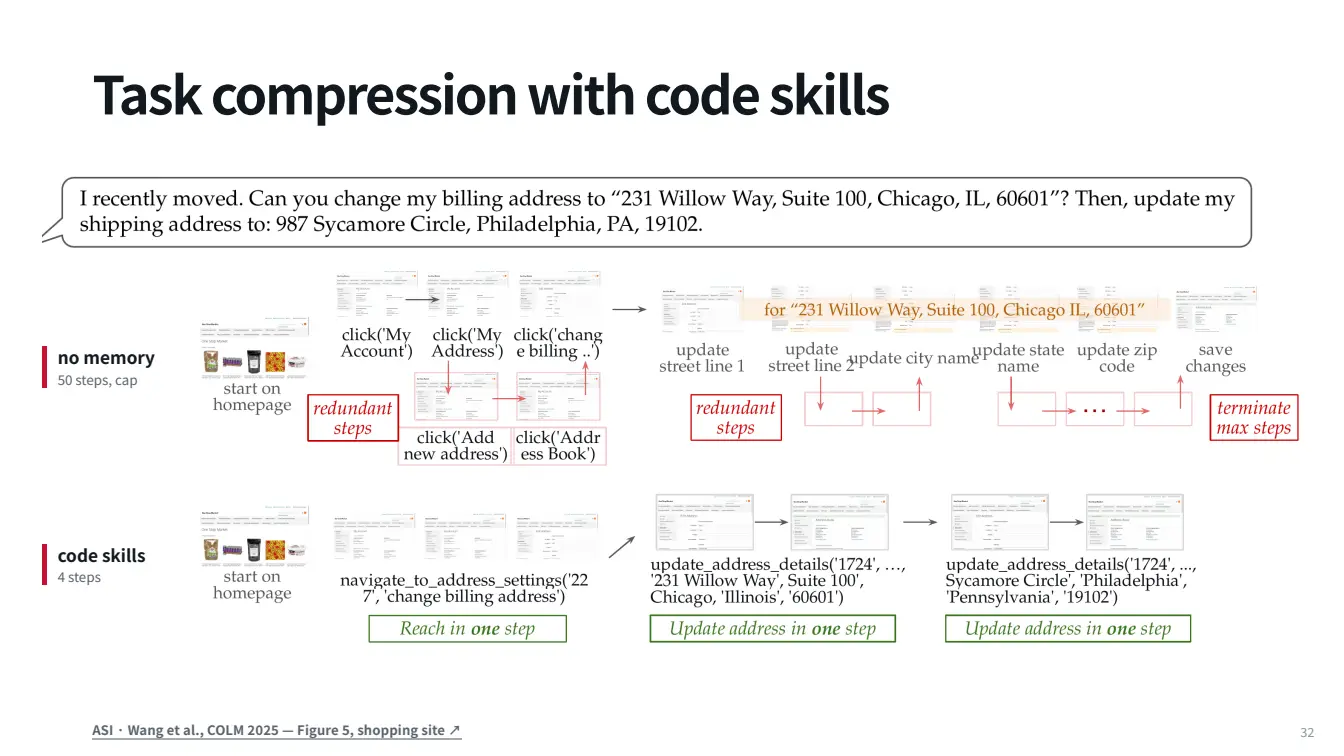 Task compression with code skills
I recently moved. Can you change my billing address to “231 Willow Way, Suite 100, Chicago, IL, 60601”? Then, update my
shipping address to: 987 Sycamore Circle, Philadelphia, PA, 19102.
no memory
50 steps, cap
start on
homepage
click('My
Account')
click('My
Address')
click('chang
e billing ..')
redundant
steps
click('Add
new address')
click('Addr
ess Book')
for “231 Willow Way, Suite 100, Chicago IL, 60601”
update
street line 1
update
street line 2
update city name
update state
name
update zip
code
save
changes
redundant
steps
...
terminate
max steps
code skills
4 steps
start on
homepage
navigate_to_address_settings('22
7', 'change billing address')
Reach in one step
update_address_details('1724', …,
'231 Willow Way', Suite 100',
Chicago, 'Illinois', '60601')
Update address in one step
update_address_details('1724', ...,
Sycamore Circle', 'Philadelphia',
'Pennsylvania', '19102')
Update address in one step
ASI · Wang et al., COLM 2025 — Figure 5, shopping site ↗
32